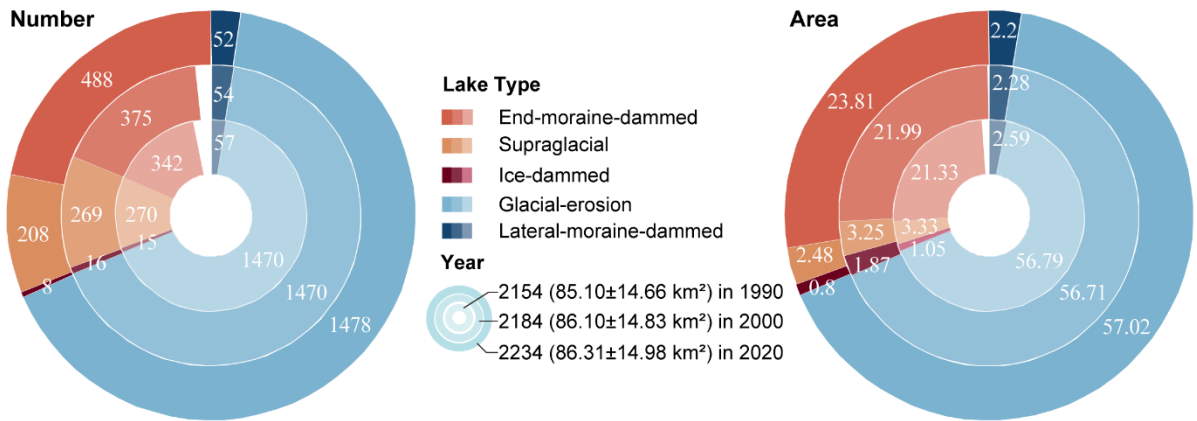 Number
52
54
57
488
375
342
208
269
270
8
16
15
1470
1470
1478
Lake Type
End-moraine-dammed
Supraglacial
Ice-dammed
Glacial-erosion
Lateral-moraine-dammed
Year
2154 (85.10±14.66 km²) in 1990
2184 (86.10±14.83 km²) in 2000
2234 (86.31±14.98 km²) in 2020
Area
2.2
2.28
2.59
23.81
21.99
21.33
2.48
3.25
3.33
0.8
1.87
1.05
56.79
56.71
57.02